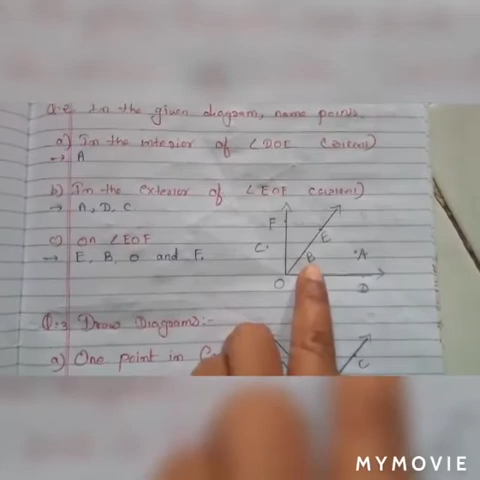 Q.2 In the given diagram, name points.
a) In the interior of ∠DOE
→ A
b) In the exterior of ∠EOF
→ A, D, C
c) On ∠EOF
→ E, B, O and F.
F
E
C
A
B
O
D
Q.3 Draw Diagrams:-
a) One point in
C
MYMOVIE